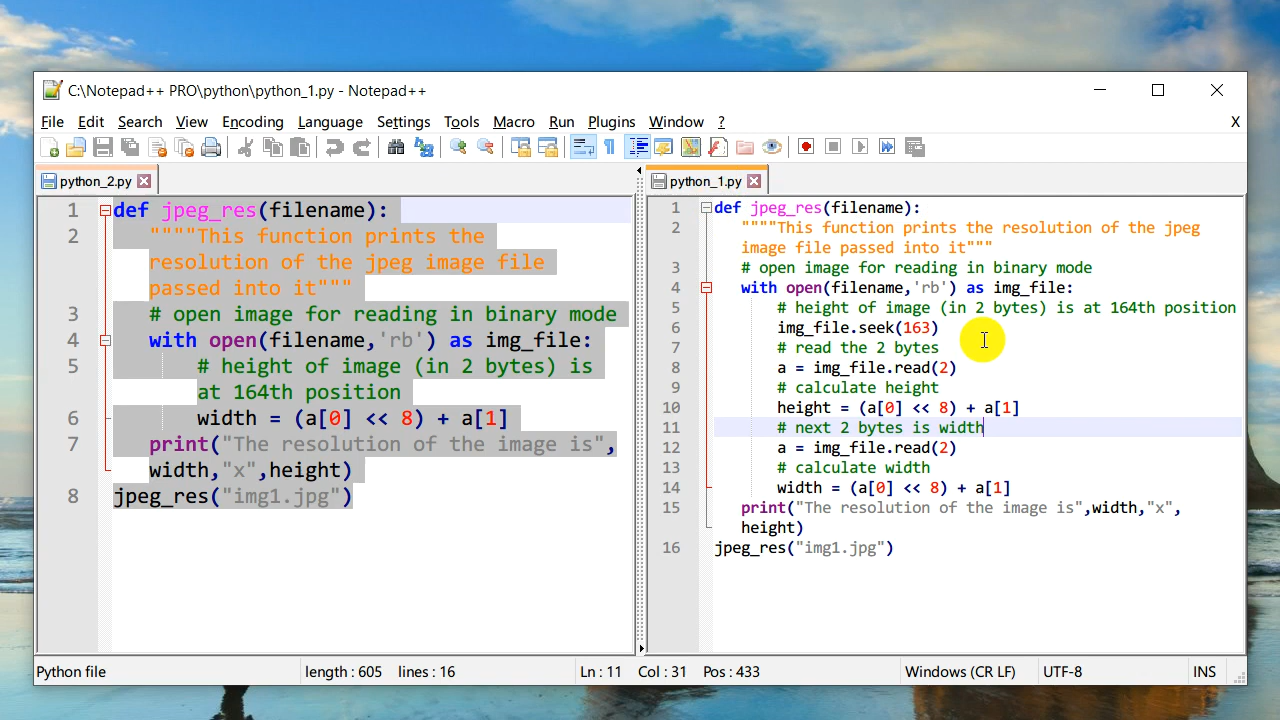 C:\Notepad++ PRO\python\python_1.py - Notepad++
File Edit Search View Encoding Language Settings Tools Macro Run Plugins Window ? X
python_2.py
1 def jpeg_res(filename):
2 """"This function prints the
resolution of the jpeg image file
passed into it"""
3 # open image for reading in binary mode
4 with open(filename,'rb') as img_file:
5 # height of image (in 2 bytes) is
at 164th position
6 width = (a[0] << 8) + a[1]
7 print("The resolution of the image is",
width,"x",height)
8 jpeg_res("img1.jpg")
python_1.py
1 def jpeg_res(filename):
2 """"This function prints the resolution of the jpeg
image file passed into it"""
3 # open image for reading in binary mode
4 with open(filename,'rb') as img_file:
5 # height of image (in 2 bytes) is at 164th position
6 img_file.seek(163)
7 # read the 2 bytes
8 a = img_file.read(2)
9 # calculate height
10 height = (a[0] << 8) + a[1]
11 # next 2 bytes is width
12 a = img_file.read(2)
13 # calculate width
14 width = (a[0] << 8) + a[1]
15 print("The resolution of the image is",width,"x",
height)
16 jpeg_res("img1.jpg")
Python file length : 605 lines : 16 Ln : 11 Col : 31 Pos : 433 Windows (CR LF) UTF-8 INS